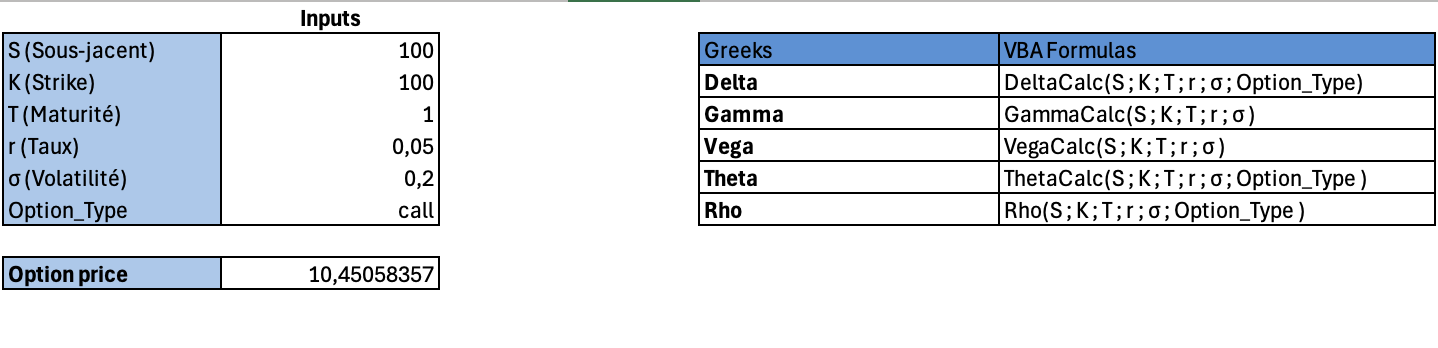 Inputs
S (Sous-jacent) 100
K (Strike) 100
T (Maturité) 1
r (Taux) 0,05
σ (Volatilité) 0,2
Option_Type call
Option price 10,45058357
Greeks VBA Formulas
Delta DeltaCalc(S ; K ; T ; r ; σ ; Option_Type)
Gamma GammaCalc(S ; K ; T ; r ; σ )
Vega VegaCalc(S ; K ; T ; r ; σ )
Theta ThetaCalc(S ; K ; T ; r ; σ ; Option_Type )
Rho Rho(S ; K ; T ; r ; σ ; Option_Type )